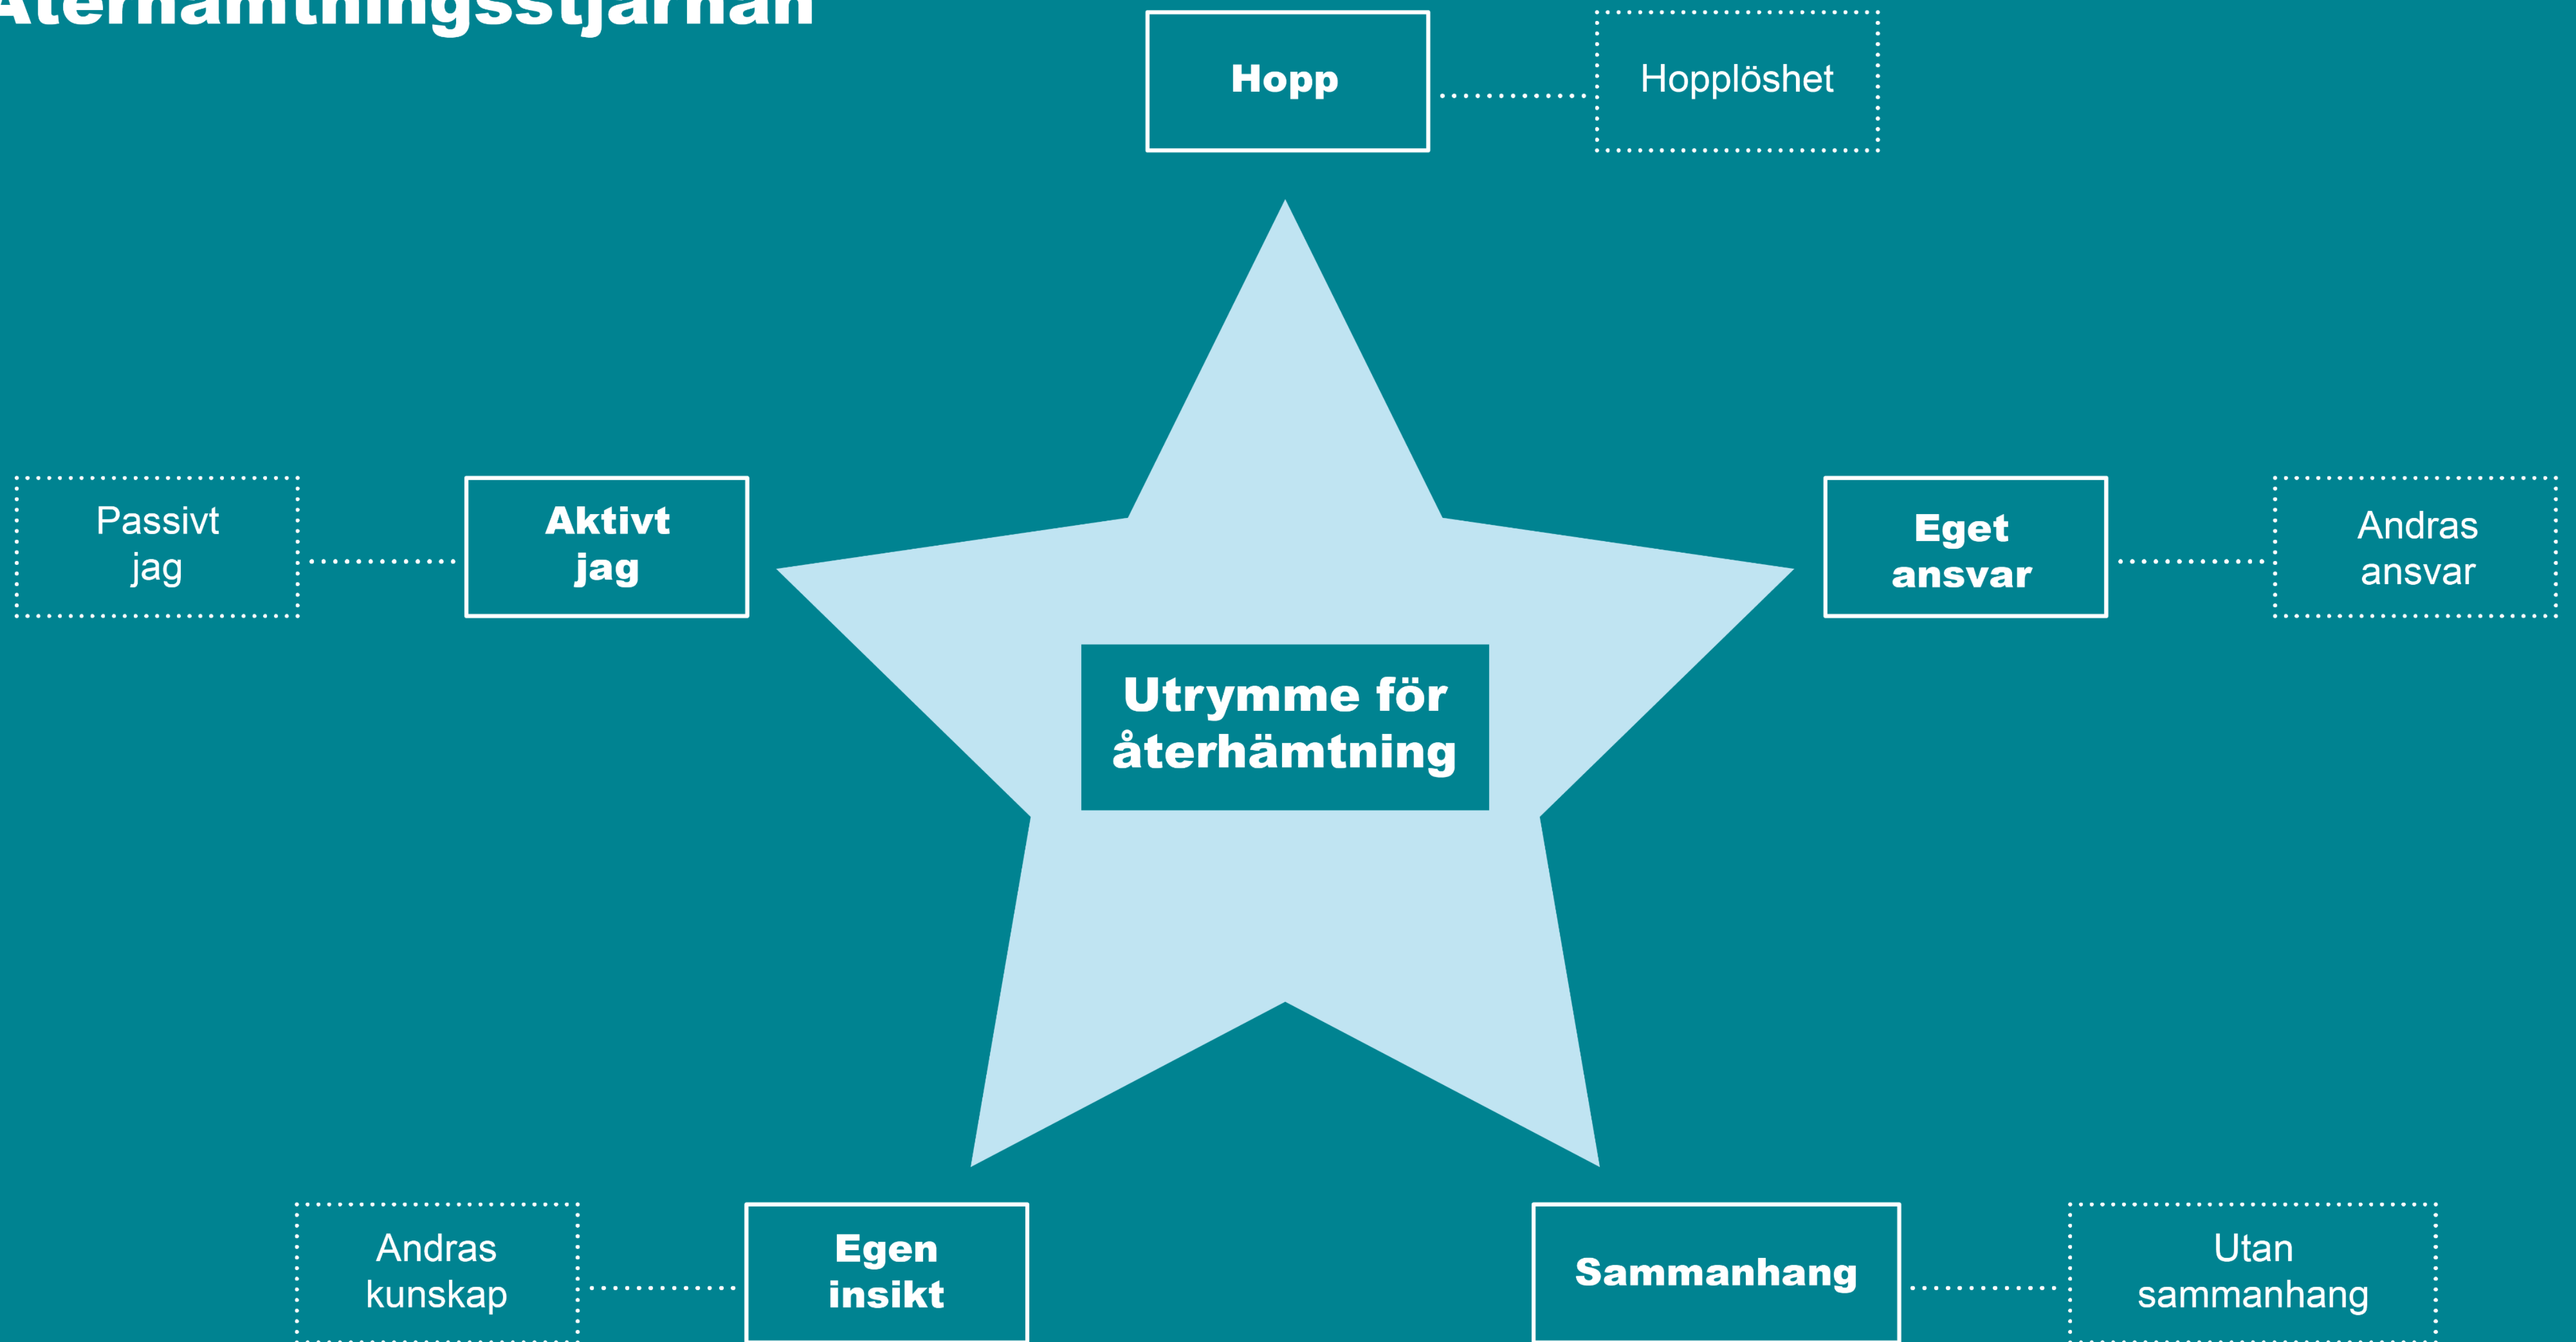 Återhämtningsstjärnan
Hopp
Hopplöshet
Passivt
jag
Aktivt
jag
Eget
ansvar
Andras
ansvar
Utrymme för
återhämtning
Andras
kunskap
Egen
insikt
Sammanhang
Utan
sammanhang